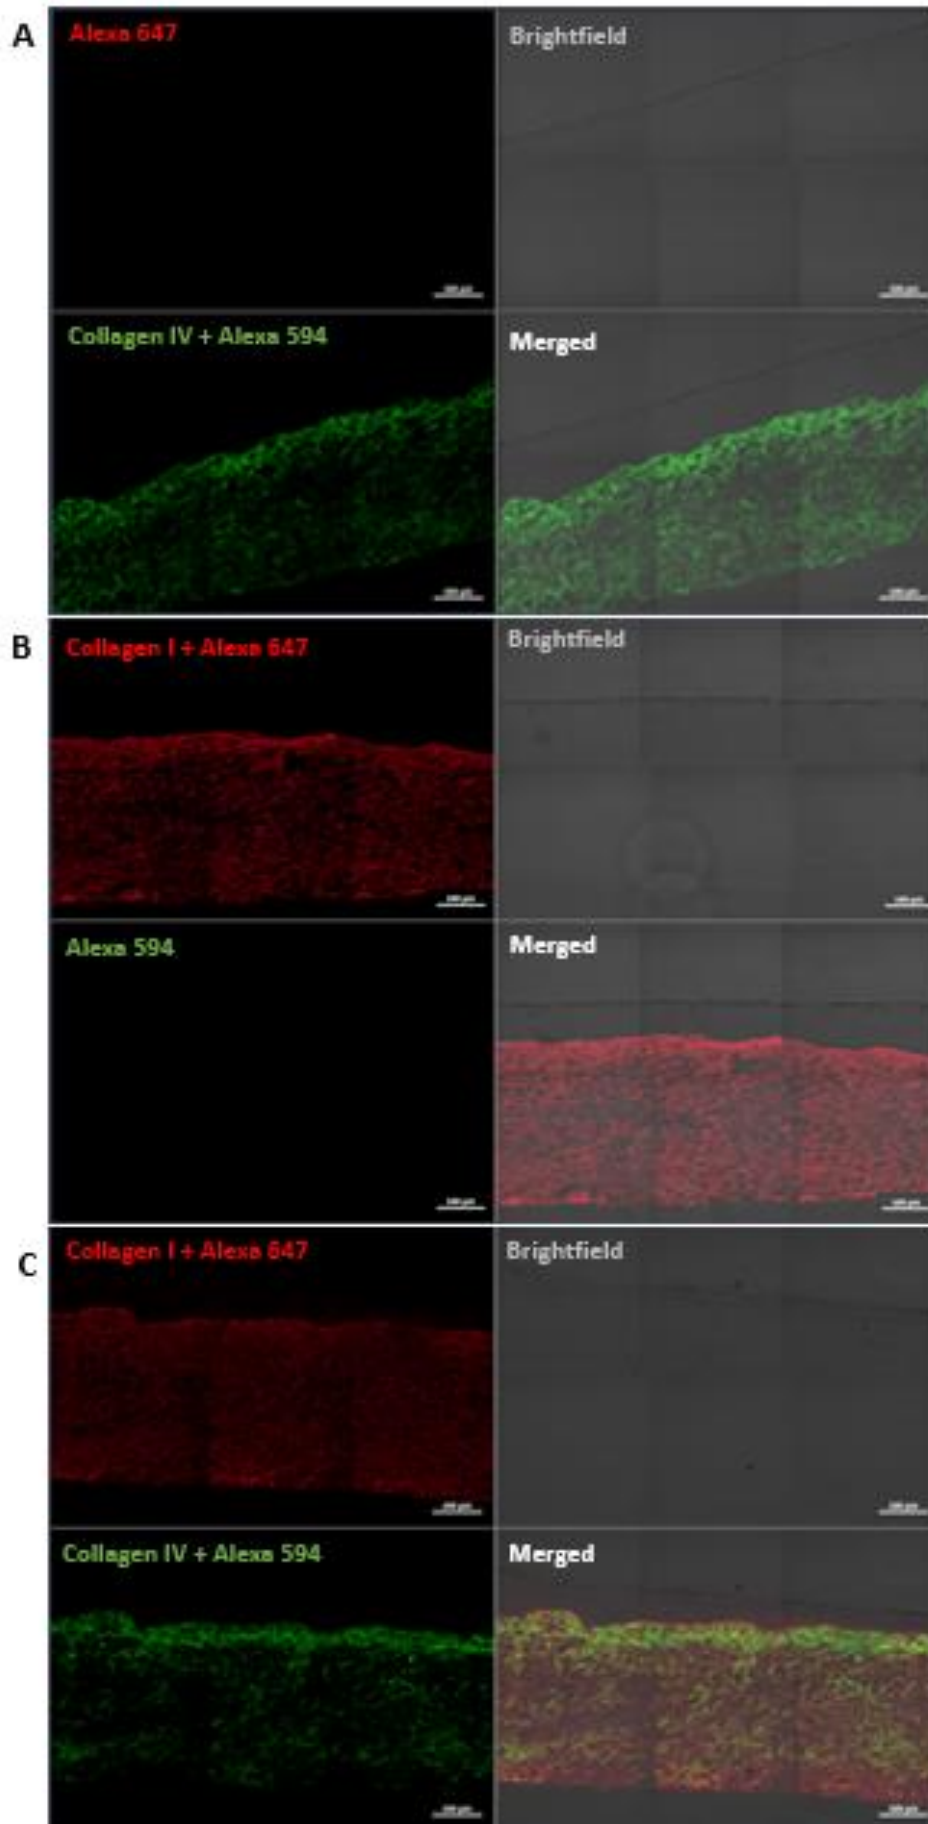 A
Alexa 647
Brightfield
Collagen IV + Alexa 594
Merged
B
Collagen I + Alexa 647
Brightfield
Alexa 594
Merged
C
Collagen I + Alexa 647
Brightfield
Collagen IV + Alexa 594
Merged